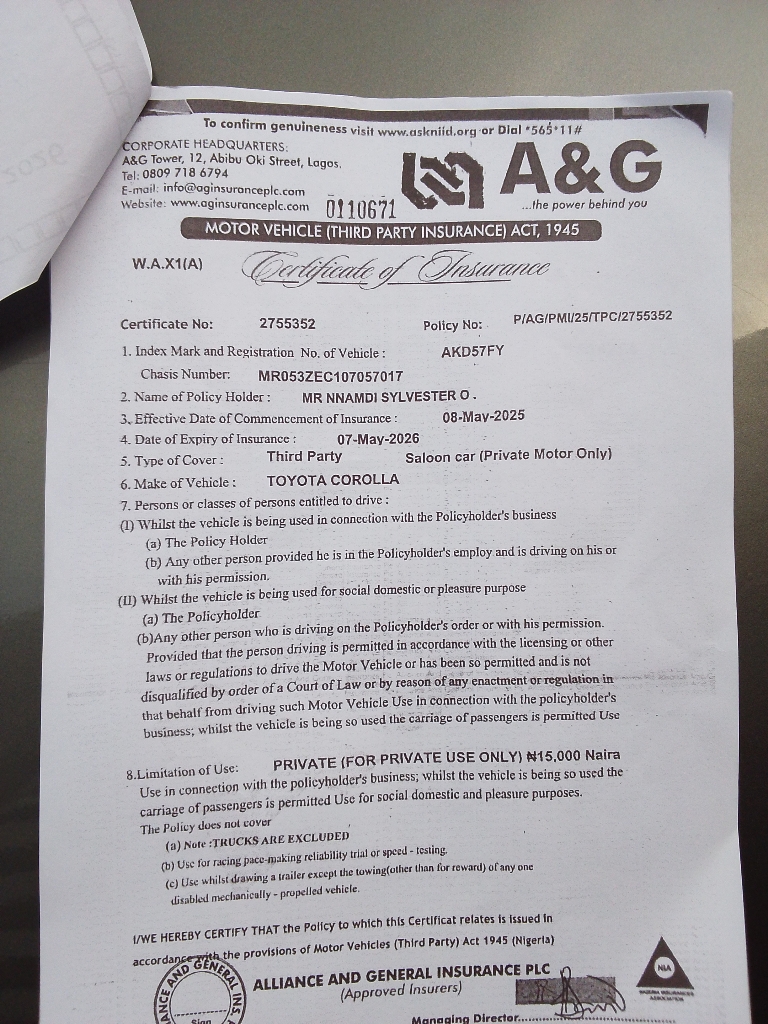 2026
To confirm genuineness visit www.askniid.org or Dial *565*11#
CORPORATE HEADQUARTERS:
A&G Tower, 12, Abibu Oki Street, Lagos.
Tel: 0809 718 6794
E-mail: info@aginsuranceplc.com
Website: www.aginsuranceplc.com
0110671
A&G
...the power behind you
MOTOR VEHICLE (THIRD PARTY INSURANCE) ACT, 1945
W.A.X1(A)
Certificate of Insurance
Certificate No: 2755352 Policy No: P/AG/PMI/25/TPC/2755352
1. Index Mark and Registration No. of Vehicle : AKD57FY
Chasis Number: MR053ZEC107057017
2. Name of Policy Holder : MR NNAMDI SYLVESTER O .
3. Effective Date of Commencement of Insurance : 08-May-2025
4. Date of Expiry of Insurance : 07-May-2026
5. Type of Cover : Third Party Saloon car (Private Motor Only)
6. Make of Vehicle : TOYOTA COROLLA
7. Persons or classes of persons entitled to drive :
(I) Whilst the vehicle is being used in connection with the Policyholder's business
(a) The Policy Holder
(b) Any other person provided he is in the Policyholder's employ and is driving on his or
with his permission.
(II) Whilst the vehicle is being used for social domestic or pleasure purpose
(a) The Policyholder
(b)Any other person who is driving on the Policyholder's order or with his permission.
Provided that the person driving is permitted in accordance with the licensing or other
laws or regulations to drive the Motor Vehicle or has been so permitted and is not
disqualified by order of a Court of Law or by reason of any enactment or regulation in
that behalf from driving such Motor Vehicle Use in connection with the policyholder's
business; whilst the vehicle is being so used the carriage of passengers is permitted Use
8.Limitation of Use: PRIVATE (FOR PRIVATE USE ONLY) ₦15,000 Naira
Use in connection with the policyholder's business; whilst the vehicle is being so used the
carriage of passengers is permitted Use for social domestic and pleasure purposes.
The Policy does not cover
(a) Note :TRUCKS ARE EXCLUDED
(b) Use for racing pace-making reliability trial or speed - testing.
(c) Use whilst drawing a trailer except the towing(other than for reward) of any one
disabled mechanically - propelled vehicle.
I/WE HEREBY CERTIFY THAT the Policy to which this Certificat relates is issued in
accordance with the provisions of Motor Vehicles (Third Party) Act 1945 (Nigeria)
ALLIANCE AND GENERAL INSURANCE PLC
(Approved Insurers)
ANCE AND GENERAL INS.
Sign
NIA
NIGERIA INSURANCE
ASSOCIATION
Managing Director